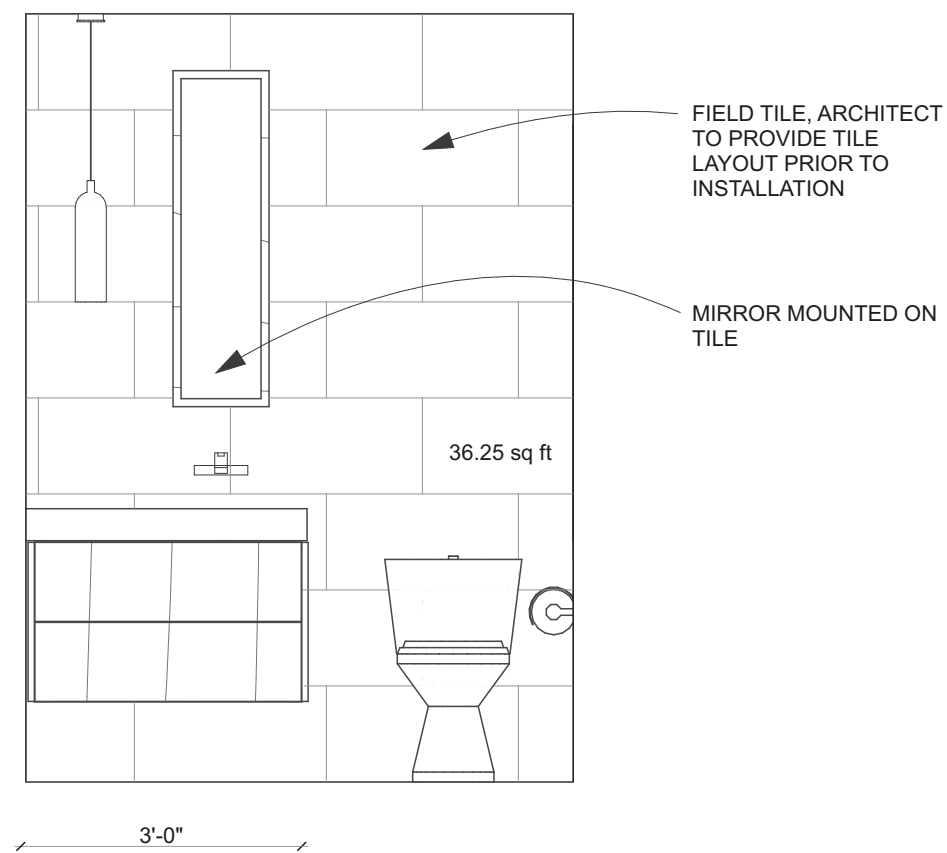 FIELD TILE, ARCHITECT
TO PROVIDE TILE
LAYOUT PRIOR TO
INSTALLATION
MIRROR MOUNTED ON
TILE
36.25 sq ft
3'-0"